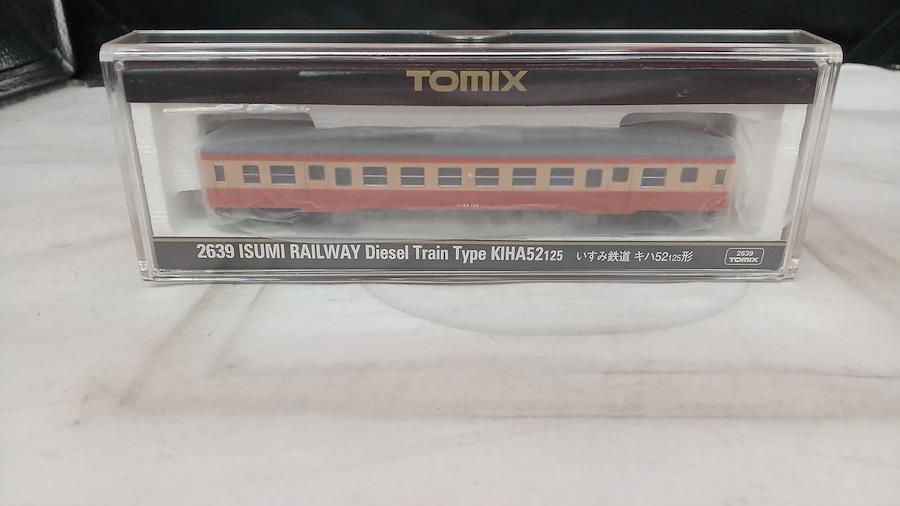 TOMIX
2639 ISUMI RAILWAY Diesel Train Type KIHA52125 いすみ鉄道 キハ52125形
2639
TOMIX